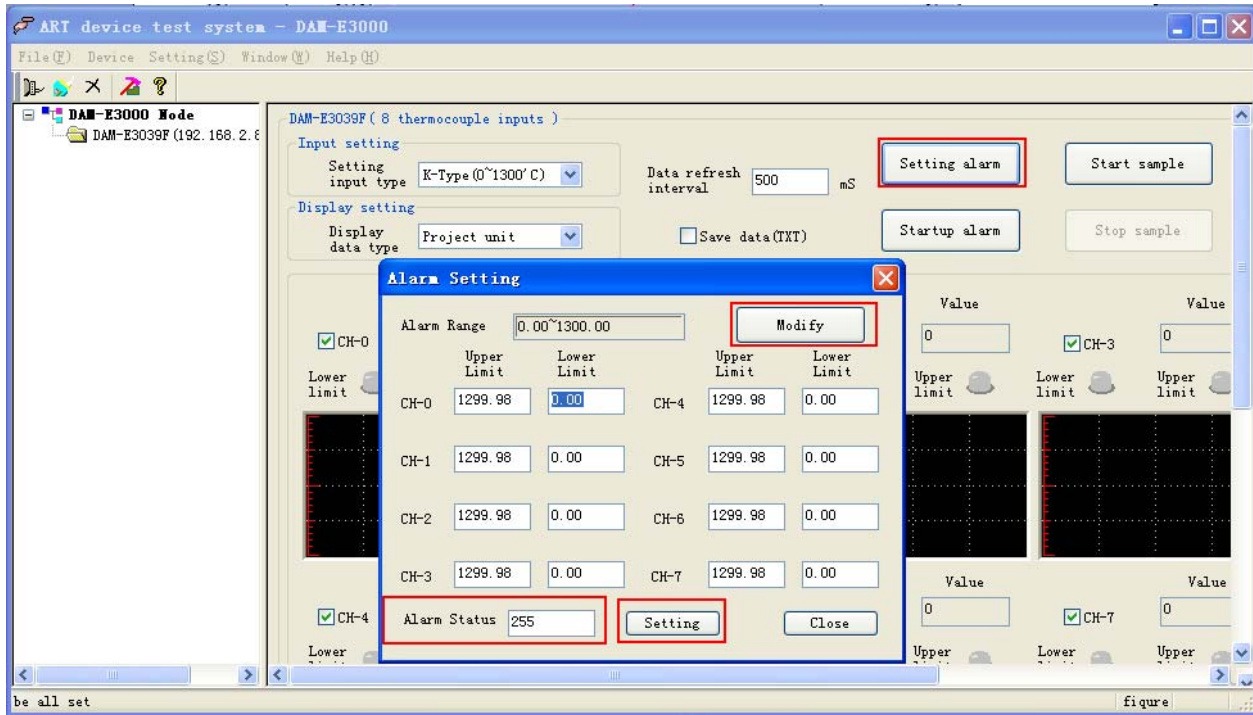 ART device test system - DAM-E3000
File(F) Device Setting(S) Window(W) Help(H)
DAM-E3000 Node
DAM-E3039F(192.168.2.8
DAM-E3039F( 8 thermocouple inputs )
Input setting
Setting input type
K-Type(0~1300'C)
Data refresh interval
500
mS
Setting alarm
Start sample
Display setting
Display data type
Project unit
Save data(TXT)
Startup alarm
Stop sample
Alarm Setting
Alarm Range
0.00~1300.00
Modify
Upper Limit
Lower Limit
Upper Limit
Lower Limit
CH-0 1299.98 0.00 CH-4 1299.98 0.00
CH-1 1299.98 0.00 CH-5 1299.98 0.00
CH-2 1299.98 0.00 CH-6 1299.98 0.00
CH-3 1299.98 0.00 CH-7 1299.98 0.00
Alarm Status 255
Setting
Close
CH-0
Lower limit
Value
0
Upper limit
CH-3
Value
0
Lower limit
Upper limit
CH-4
Lower
Value
0
Upper
CH-7
Value
0
Lower
Upper
be all set
fiqure